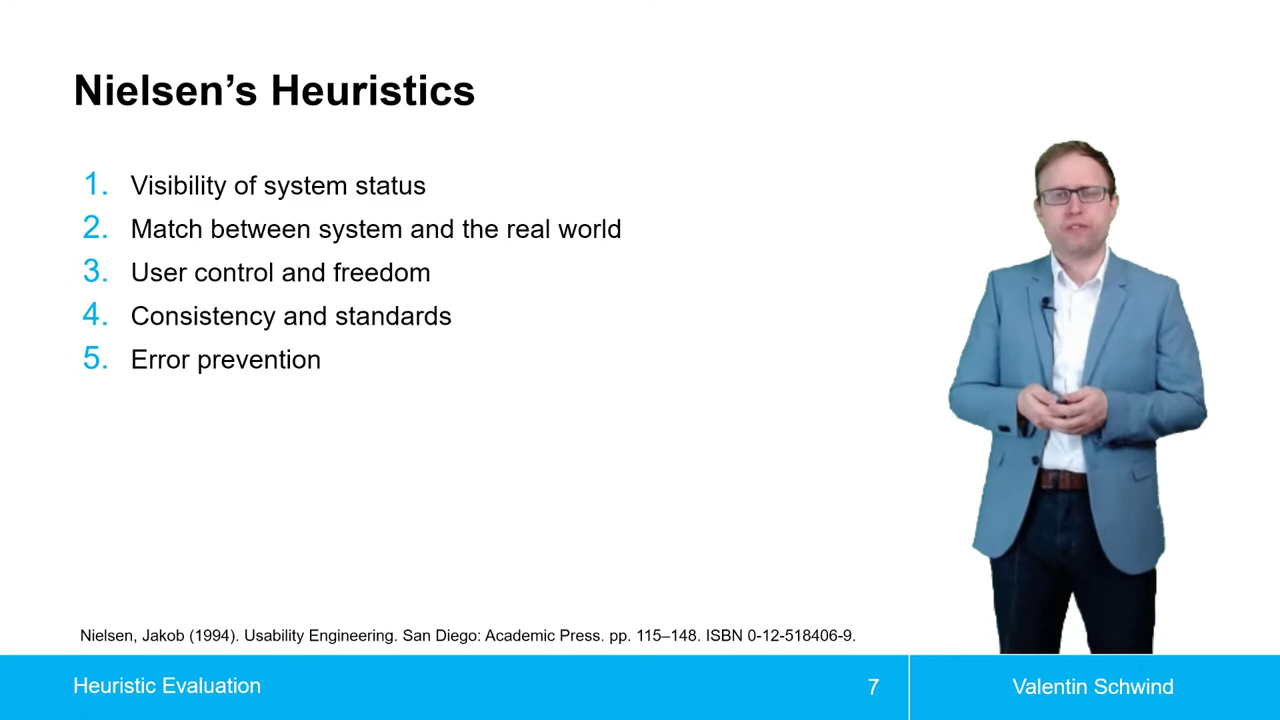 Nielsen’s Heuristics
1. Visibility of system status
2. Match between system and the real world
3. User control and freedom
4. Consistency and standards
5. Error prevention
Nielsen, Jakob (1994). Usability Engineering. San Diego: Academic Press. pp. 115–148. ISBN 0-12-518406-9.
Heuristic Evaluation
7
Valentin Schwind